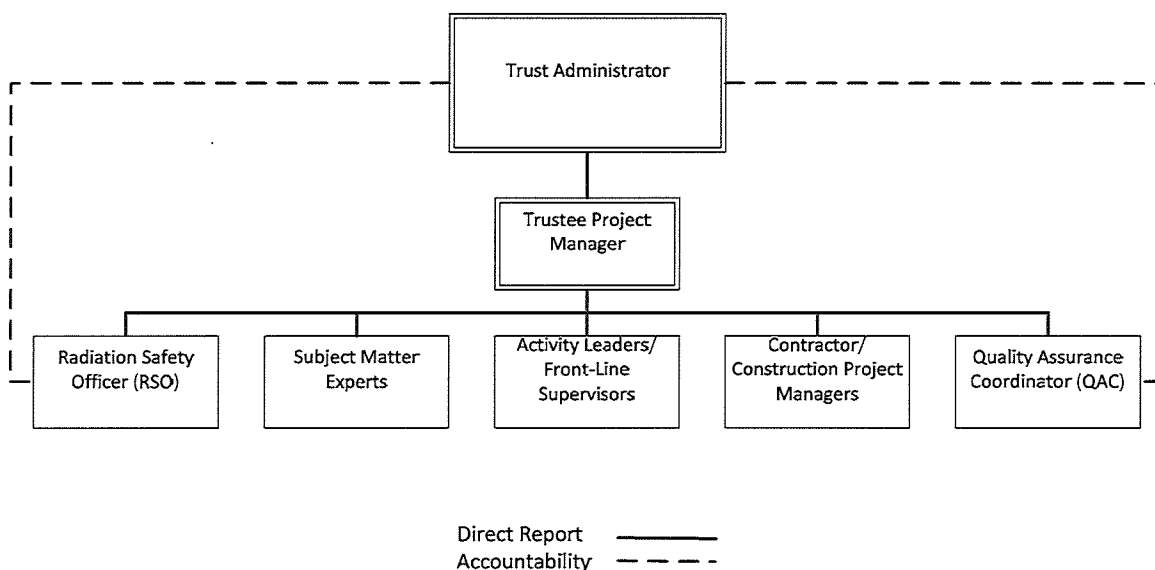 Trust Administrator
Trustee Project
Manager
Radiation Safety
Officer (RSO)
Subject Matter
Experts
Activity Leaders/
Front-Line
Supervisors
Contractor/
Construction Project
Managers
Quality Assurance
Coordinator (QAC)
Direct Report
Accountability